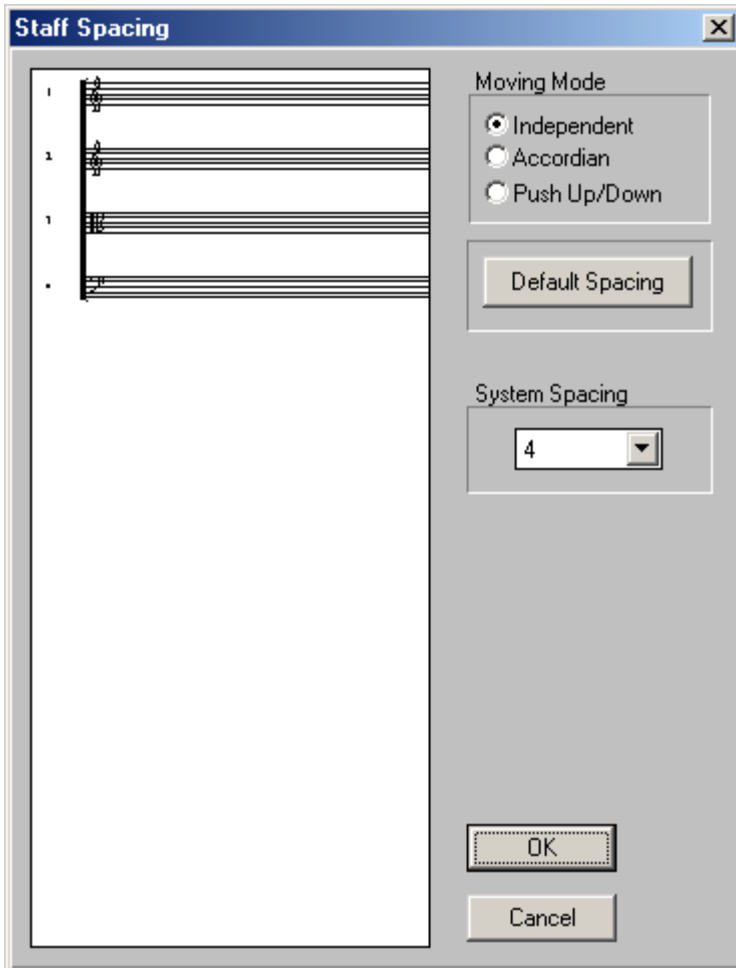 Staff Spacing
Moving Mode
Independent
Accordian
Push Up/Down
Default Spacing
System Spacing
4
OK
Cancel